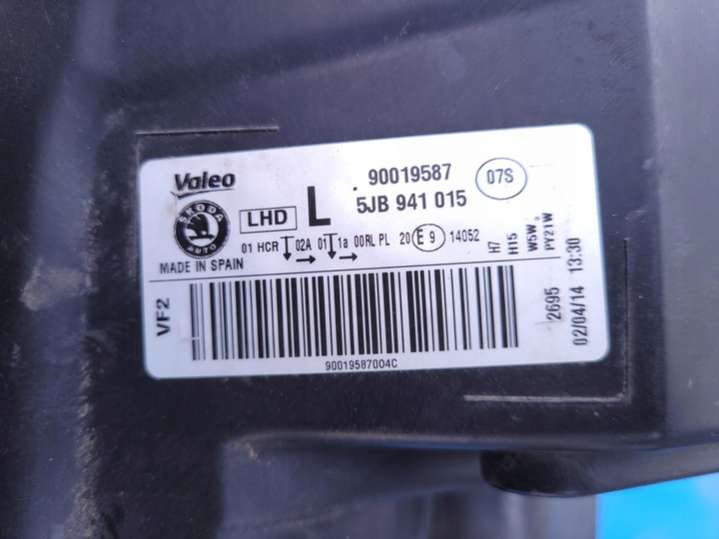 Valeo
90019587
07S
LHD
L
5JB 941 015
SKODA
AUTO
01 HCR 02A 01 1a 00RL PL 20 E 9 14052
H7
H15
W5W
PY21W
MADE IN SPAIN
VF2
2695
02/04/14 13:30
90019587004C